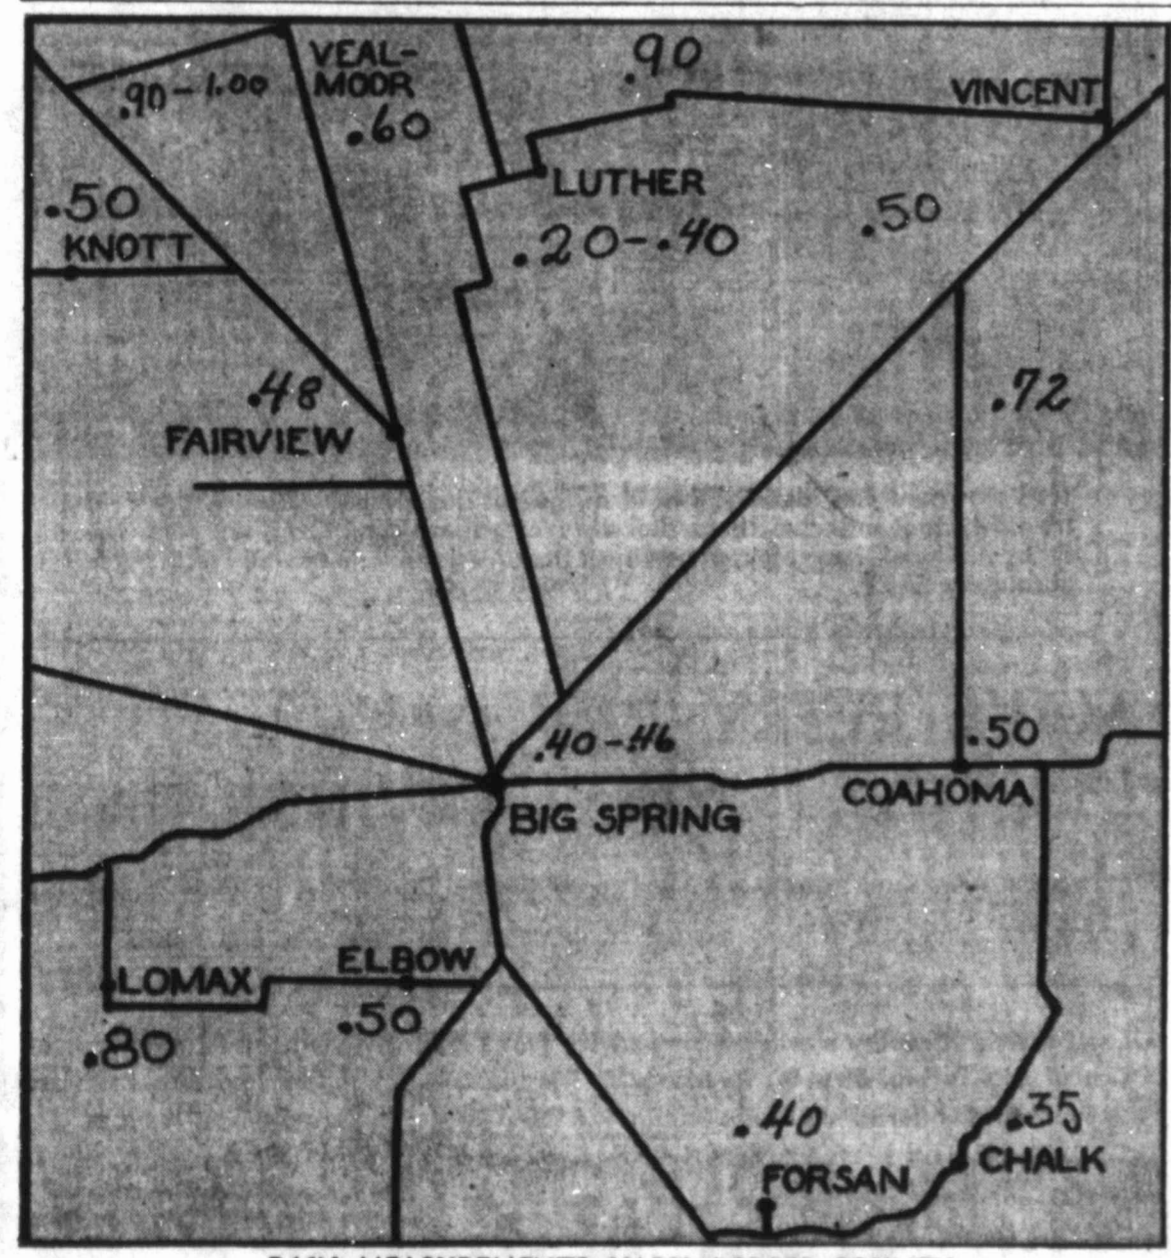 VEAL-
MOOR
.60
.90-1.00
.90
VINCENT
.50
KNOTT
LUTHER
.20-.40
.50
.48
FAIRVIEW
.72
.40-.46
.50
BIG SPRING
COAHOMA
ELBOW
.50
LOMAX
.80
.40
FORSAN
.35
CHALK